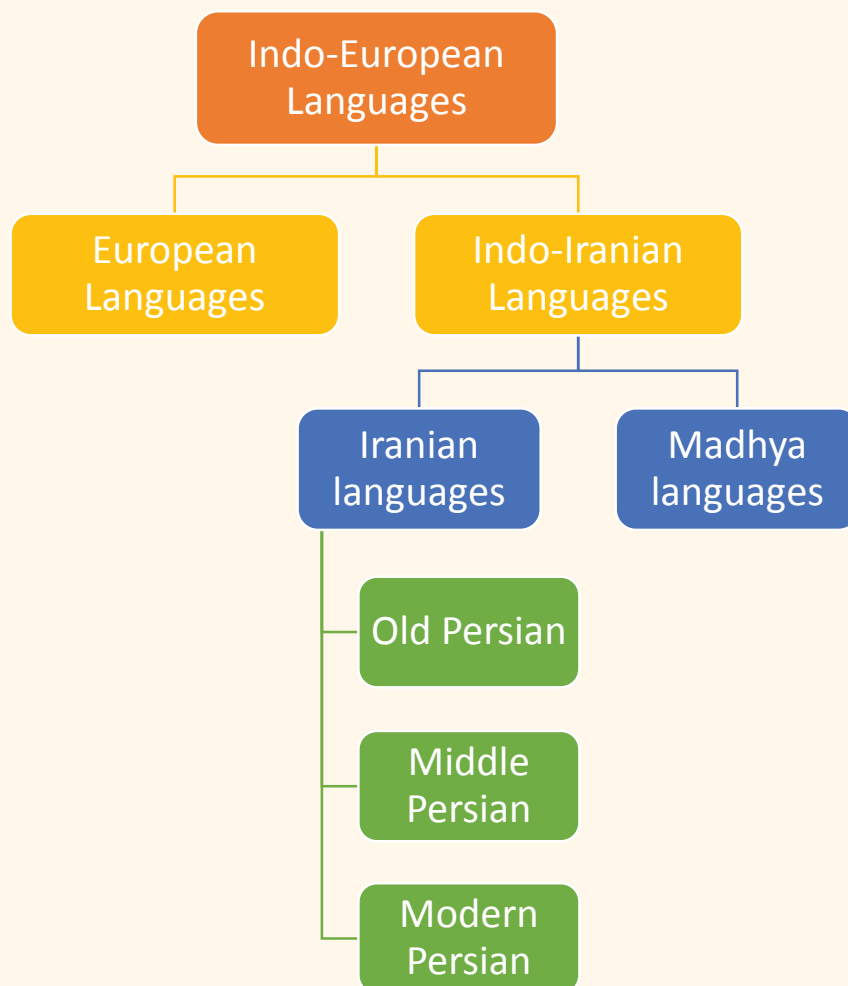 Indo-European
Languages
European
Languages
Indo-Iranian
Languages
Iranian
languages
Madhya
languages
Old Persian
Middle
Persian
Modern
Persian